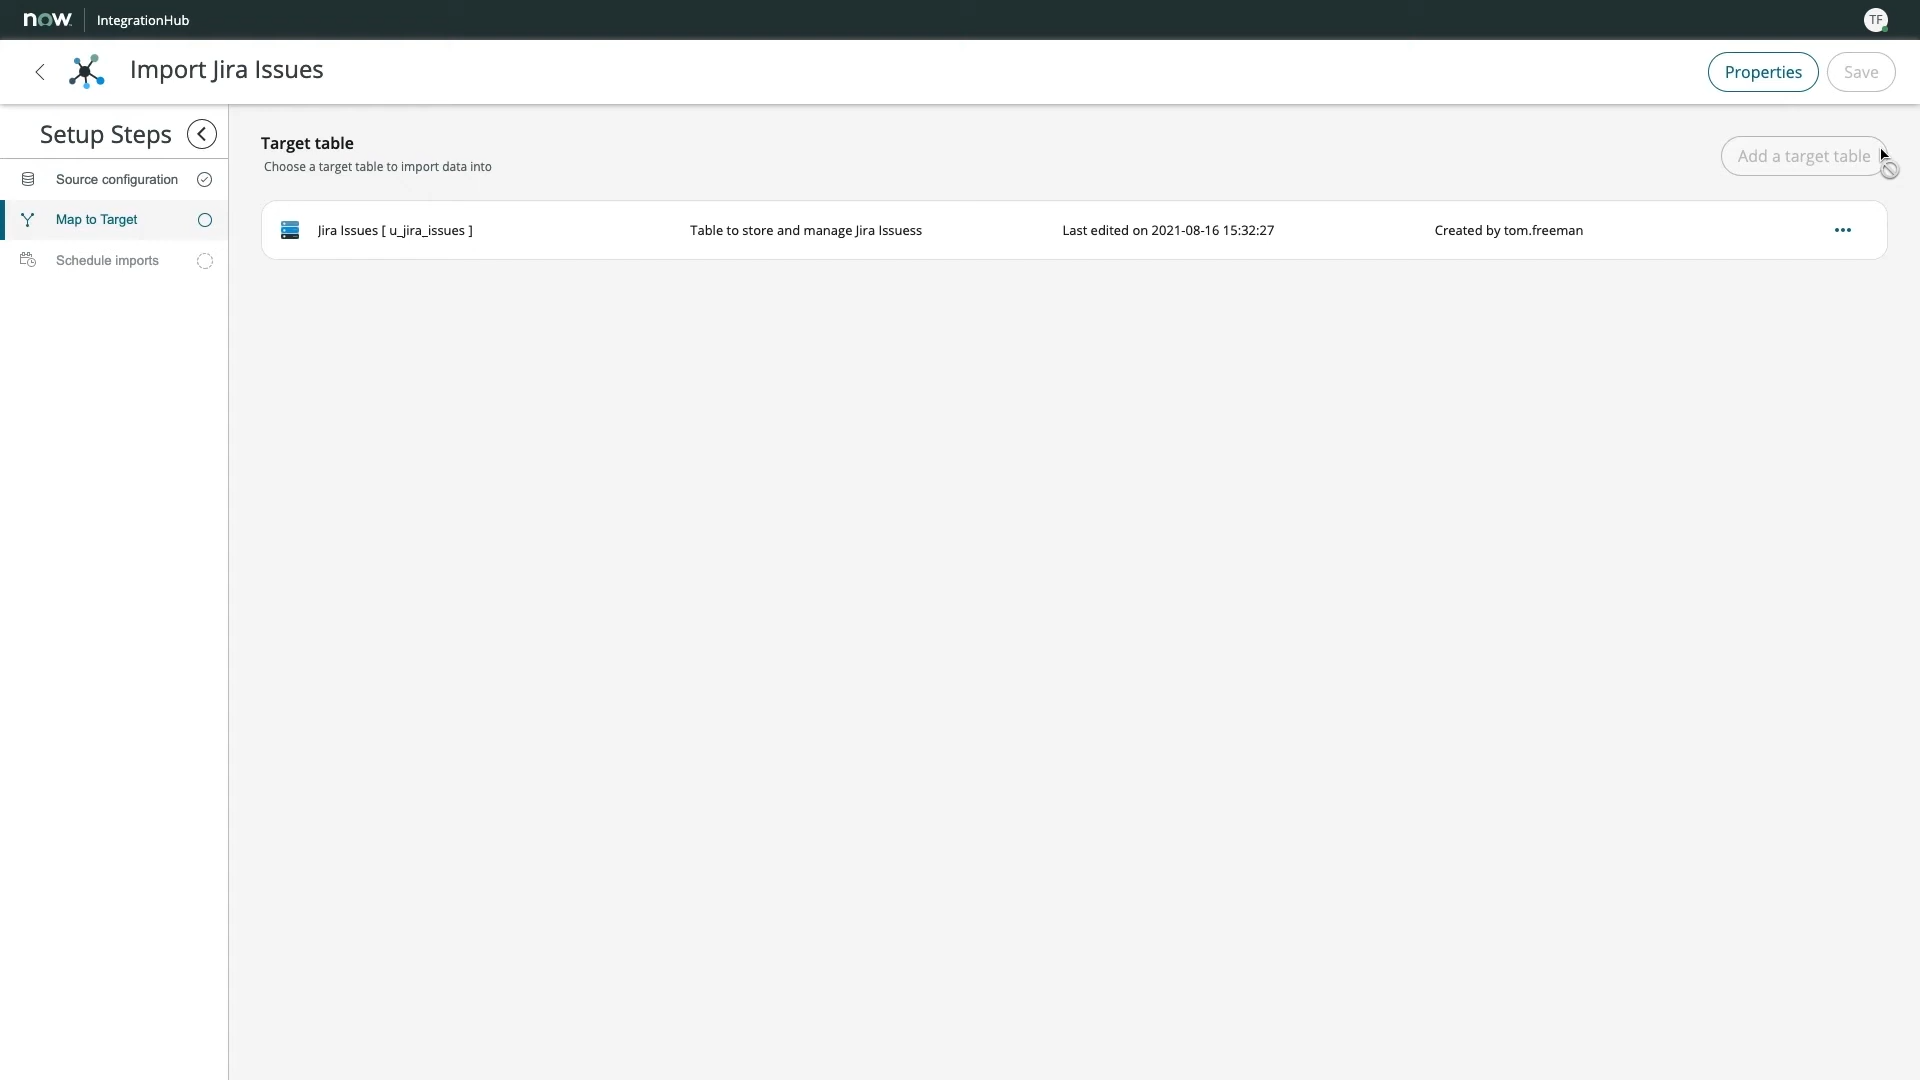 now. IntegrationHub TF
Import Jira Issues Properties Save
Setup Steps
Source configuration
Map to Target
Schedule imports
Target table
Choose a target table to import data into
Add a target table
Jira Issues [ u_jira_issues ] Table to store and manage Jira Issuess Last edited on 2021-08-16 15:32:27 Created by tom.freeman